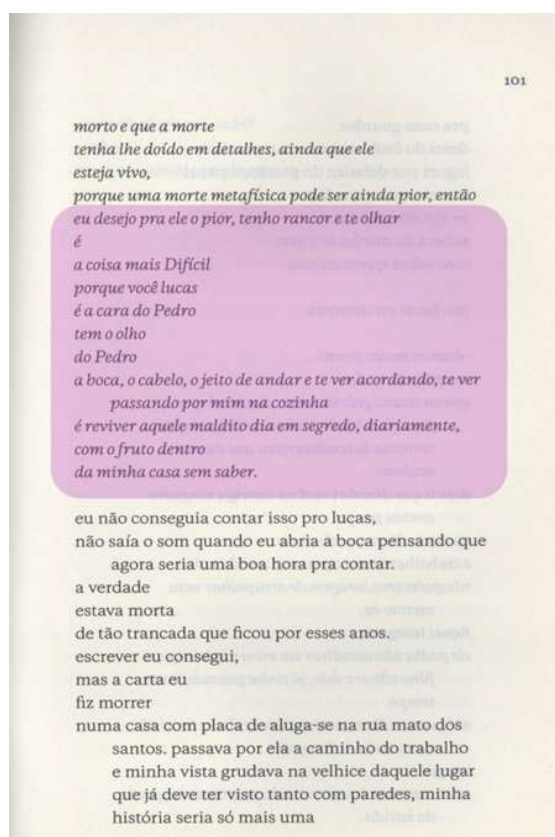 101
morto e que a morte
tenha lhe doído em detalhes, ainda que ele
esteja vivo,
porque uma morte metafísica pode ser ainda pior, então
eu desejo pra ele o pior, tenho rancor e te olhar
é
a coisa mais Difícil
porque você lucas
é a cara do Pedro
tem o olho
do Pedro
a boca, o cabelo, o jeito de andar e te ver acordando, te ver
passando por mim na cozinha
é reviver aquele maldito dia em segredo, diariamente,
com o fruto dentro
da minha casa sem saber.
eu não conseguia contar isso pro lucas,
não saía o som quando eu abria a boca pensando que
agora seria uma boa hora pra contar.
a verdade
estava morta
de tão trancada que ficou por esses anos.
escrever eu consegui,
mas a carta eu
fiz morrer
numa casa com placa de aluga-se na rua mato dos
santos. passava por ela a caminho do trabalho
e minha vista grudava na velhice daquele lugar
que já deve ter visto tanto com paredes, minha
história seria só mais uma